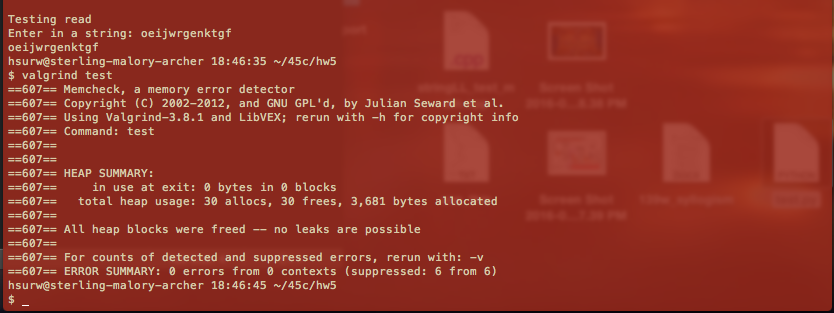 Testing read
Enter in a string: oeijwrgenktgf
oeijwrgenktgf
hsurw@sterling-malory-archer 18:46:35 ~/45c/hw5
$ valgrind test
==607== Memcheck, a memory error detector
==607== Copyright (C) 2002-2012, and GNU GPL'd, by Julian Seward et al.
==607== Using Valgrind-3.8.1 and LibVEX; rerun with -h for copyright info
==607== Command: test
==607==
==607==
==607== HEAP SUMMARY:
==607==     in use at exit: 0 bytes in 0 blocks
==607==   total heap usage: 30 allocs, 30 frees, 3,681 bytes allocated
==607==
==607== All heap blocks were freed -- no leaks are possible
==607==
==607== For counts of detected and suppressed errors, rerun with: -v
==607== ERROR SUMMARY: 0 errors from 0 contexts (suppressed: 6 from 6)
hsurw@sterling-malory-archer 18:46:45 ~/45c/hw5
$ _